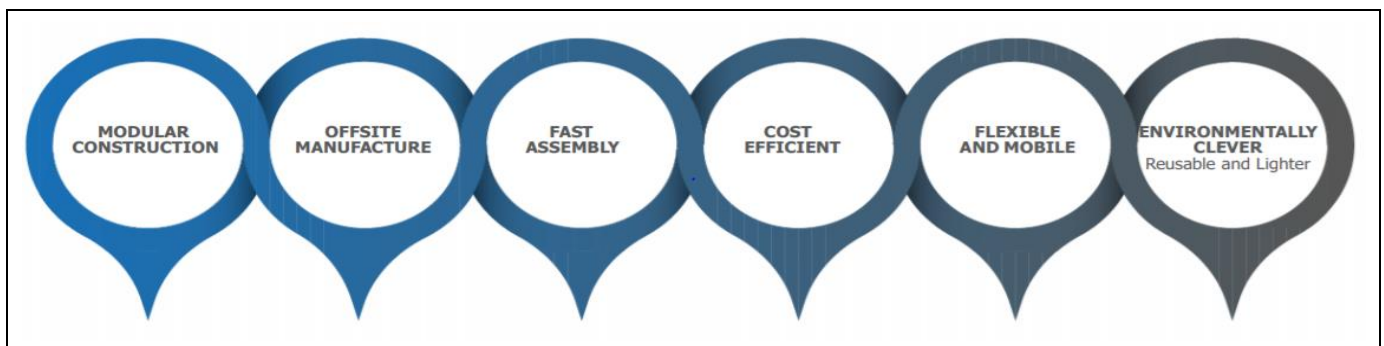 MODULAR
CONSTRUCTION
OFFSITE
MANUFACTURE
FAST
ASSEMBLY
COST
EFFICIENT
FLEXIBLE
AND MOBILE
ENVIRONMENTALLY
CLEVER
Reusable and Lighter